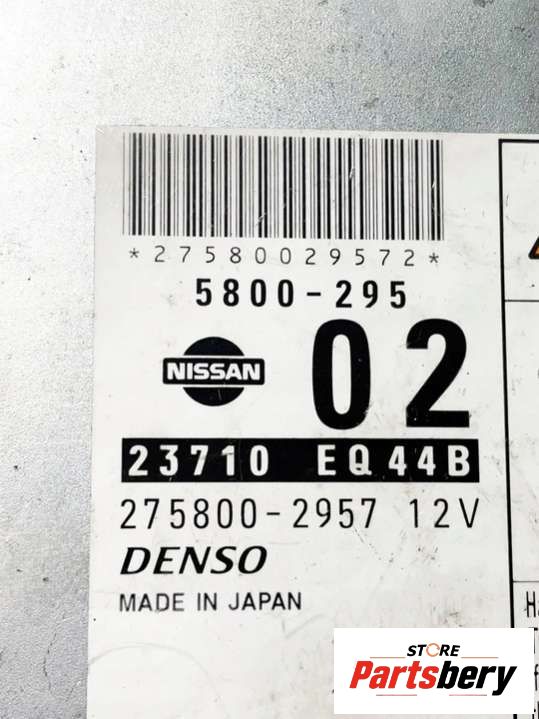 *27580029572*
5800-295
NISSAN
02
23710 EQ44B
275800-2957 12V
DENSO
MADE IN JAPAN
STORE
Partsbery